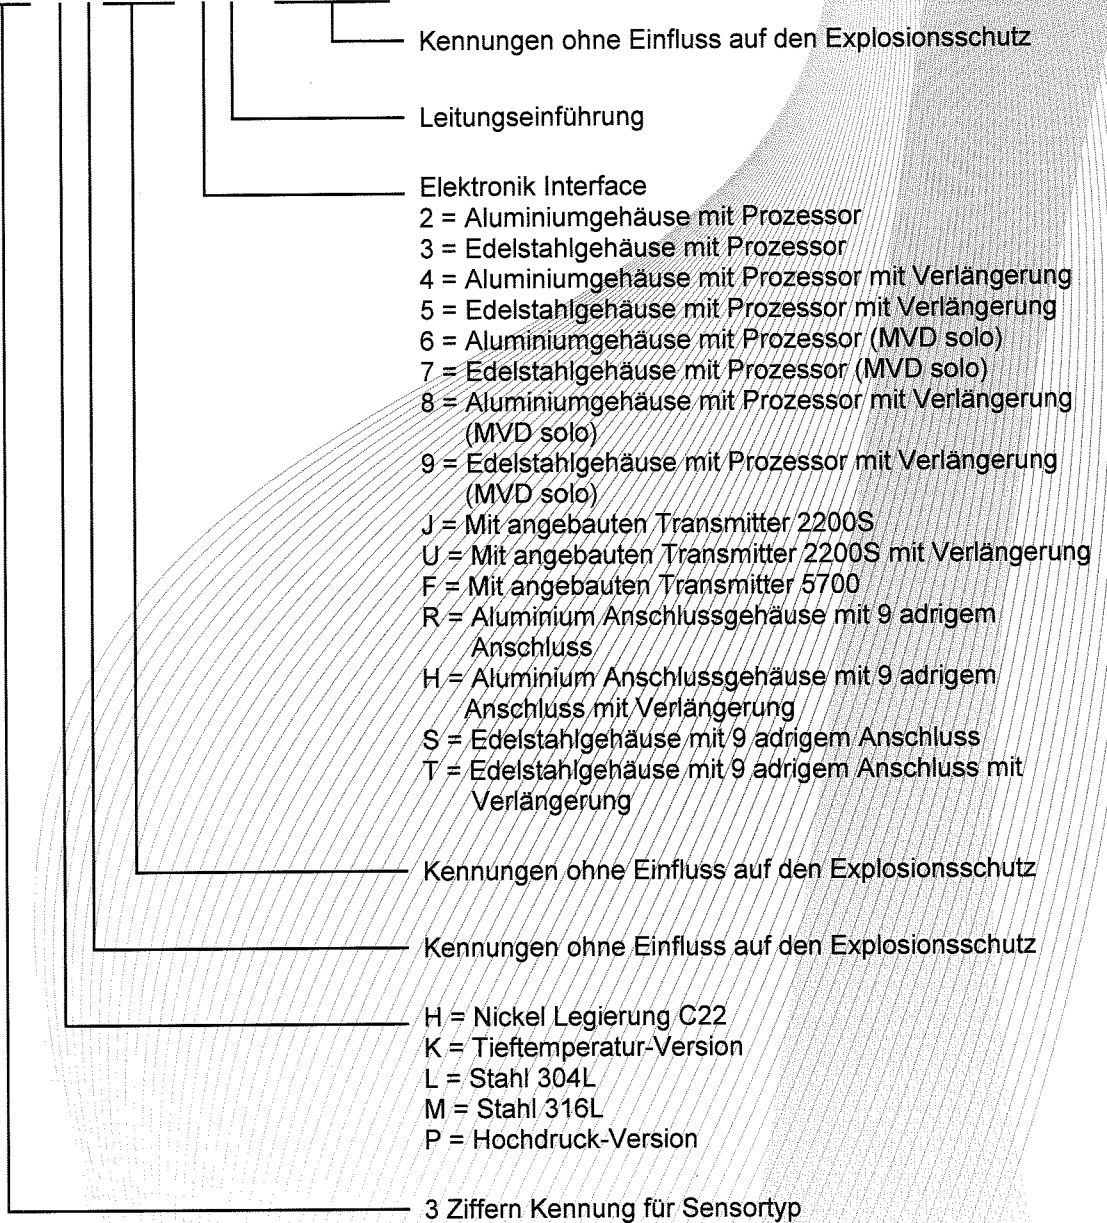 Kennungen ohne Einfluss auf den Explosionsschutz
Leitungseinführung
Elektronik Interface
2 = Aluminiumgehäuse mit Prozessor
3 = Edelstahlgehäuse mit Prozessor
4 = Aluminiumgehäuse mit Prozessor mit Verlängerung
5 = Edelstahlgehäuse mit Prozessor mit Verlängerung
6 = Aluminiumgehäuse mit Prozessor (MVD solo)
7 = Edelstahlgehäuse mit Prozessor (MVD solo)
8 = Aluminiumgehäuse mit Prozessor mit Verlängerung
(MVD solo)
9 = Edelstahlgehäuse mit Prozessor mit Verlängerung
(MVD solo)
J = Mit angebauten Transmitter 2200S
U = Mit angebauten Transmitter 2200S mit Verlängerung
F = Mit angebauten Transmitter 5700
R = Aluminium Anschlussgehäuse mit 9 adrigem
Anschluss
H = Aluminium Anschlussgehäuse mit 9 adrigem
Anschluss mit Verlängerung
S = Edelstahlgehäuse mit 9 adrigem Anschluss
T = Edelstahlgehäuse mit 9 adrigem Anschluss mit
Verlängerung
Kennungen ohne Einfluss auf den Explosionsschutz
Kennungen ohne Einfluss auf den Explosionsschutz
H = Nickel Legierung C22
K = Tieftemperatur-Version
L = Stahl 304L
M = Stahl 316L
P = Hochdruck-Version
3 Ziffern Kennung für Sensortyp